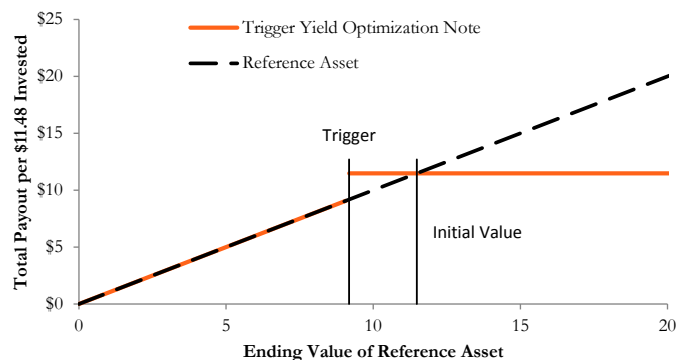 $25
Trigger Yield Optimization Note
Reference Asset
$20
$15
Trigger
$10
Initial Value
$5
$0
0
5
10
15
20
Total Payout per $11.48 Invested
Ending Value of Reference Asset